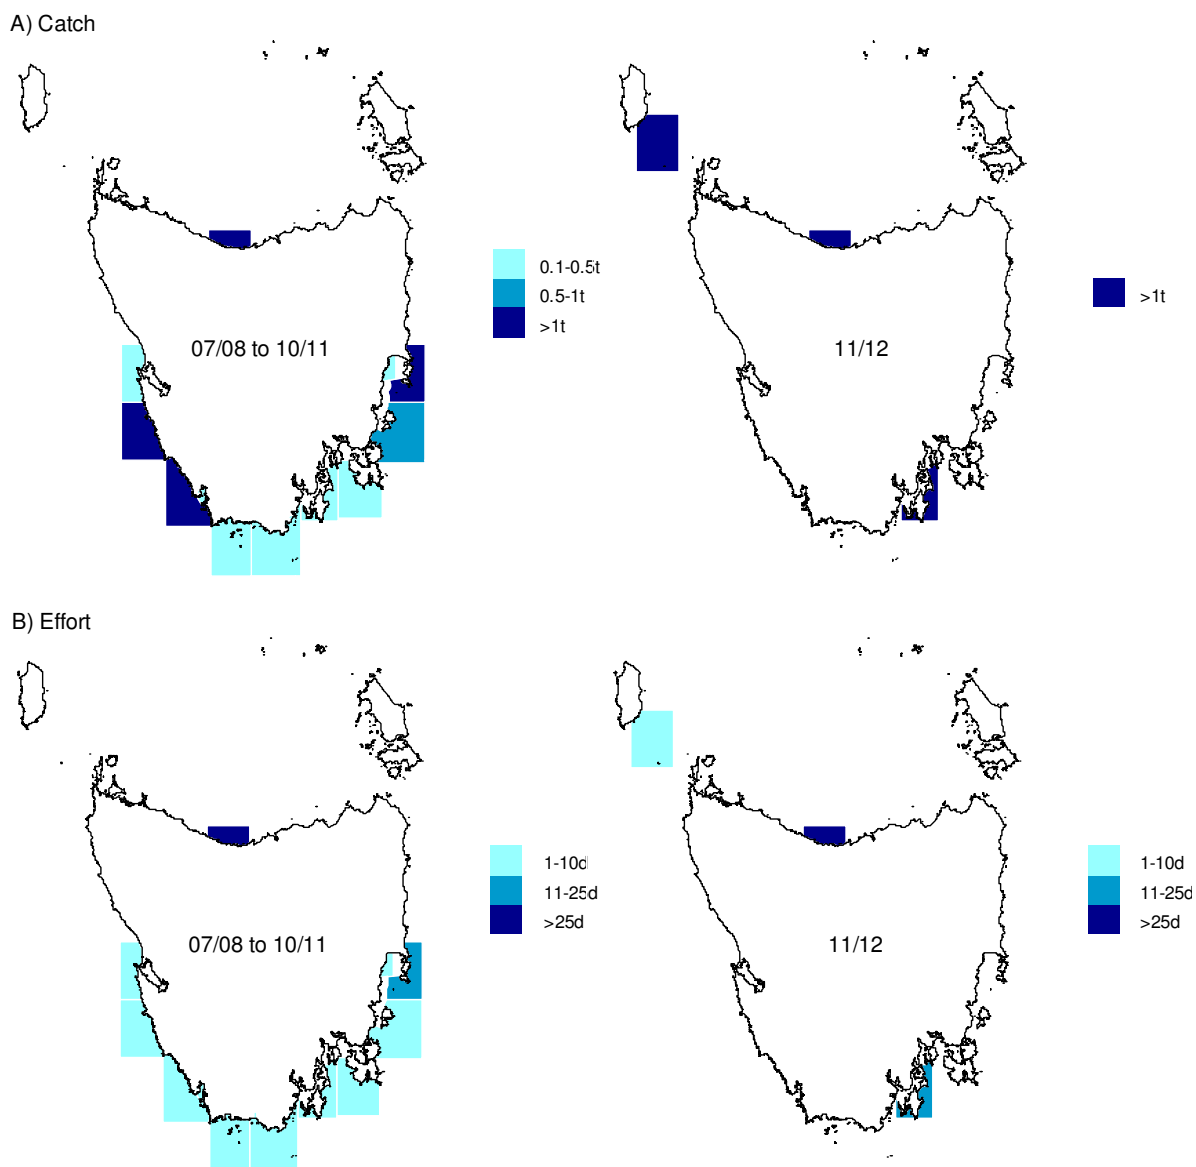 A) Catch
0.1-0.5t
0.5-1t
>1t
07/08 to 10/11
>1t
11/12
B) Effort
1-10d
11-25d
>25d
07/08 to 10/11
1-10d
11-25d
>25d
11/12